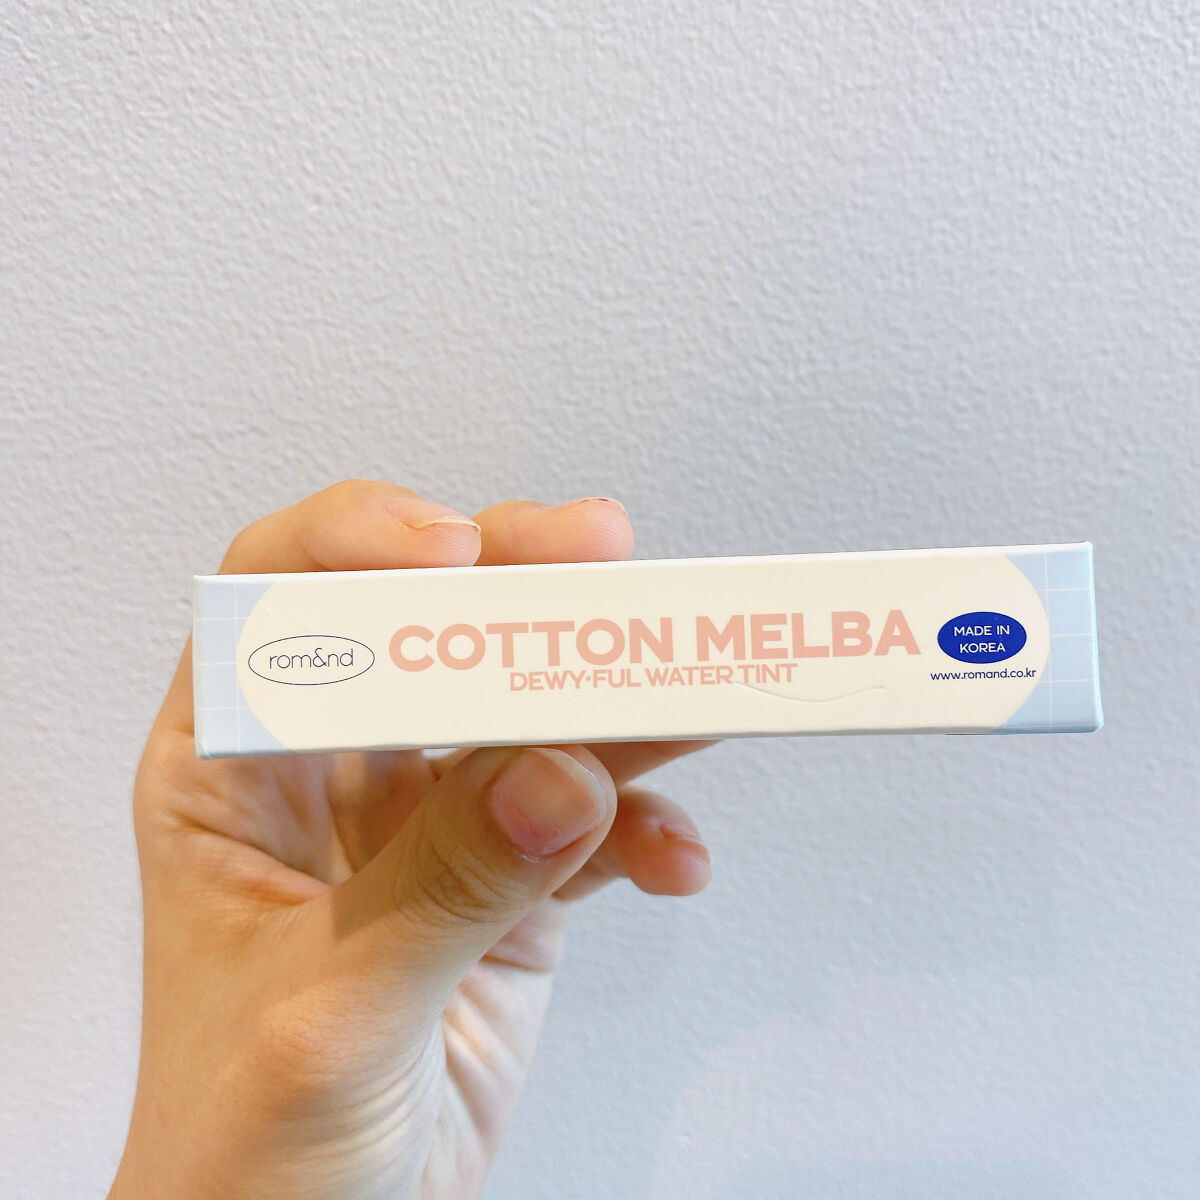 rom&nd
COTTON MELBA
DEWY·FUL WATER TINT
MADE IN
KOREA
www.romand.co.kr